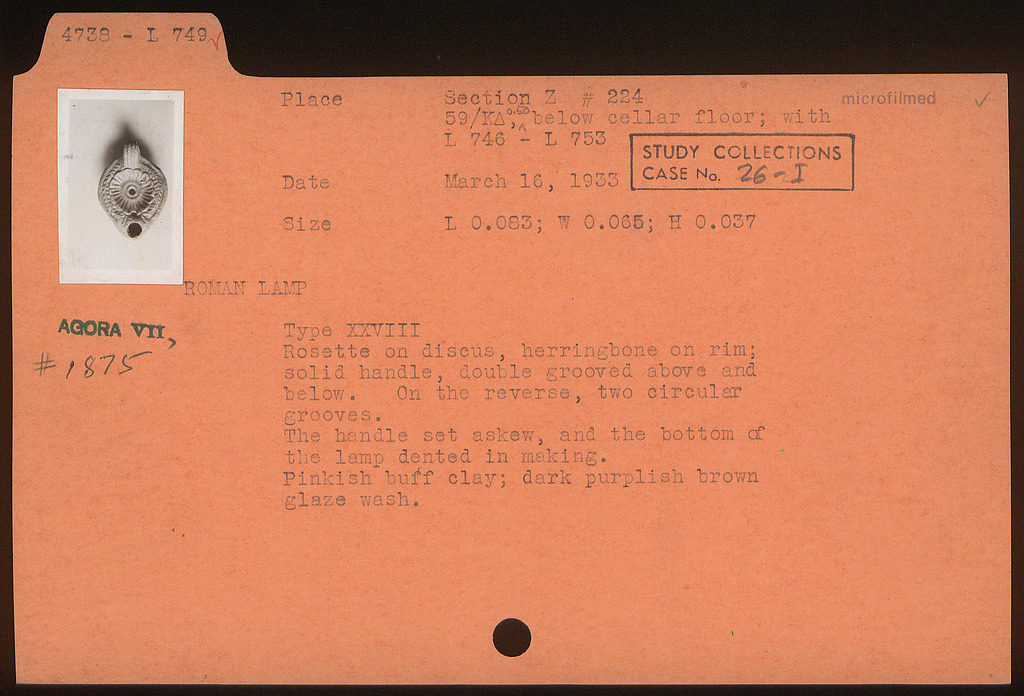 4738 - L 749 ✓
Place Section Z # 224 microfilmed ✓
59/ΚΔ, 0.50 below cellar floor; with
L 746 - L 753
STUDY COLLECTIONS
CASE No. 26-I
Date March 16, 1933
Size L 0.083; W 0.065; H 0.037
ROMAN LAMP
AGORA VII,
# 1875
Type XXVIII
Rosette on discus, herringbone on rim;
solid handle, double grooved above and
below. On the reverse, two circular
grooves.
The handle set askew, and the bottom of
the lamp dented in making.
Pinkish buff clay; dark purplish brown
glaze wash.